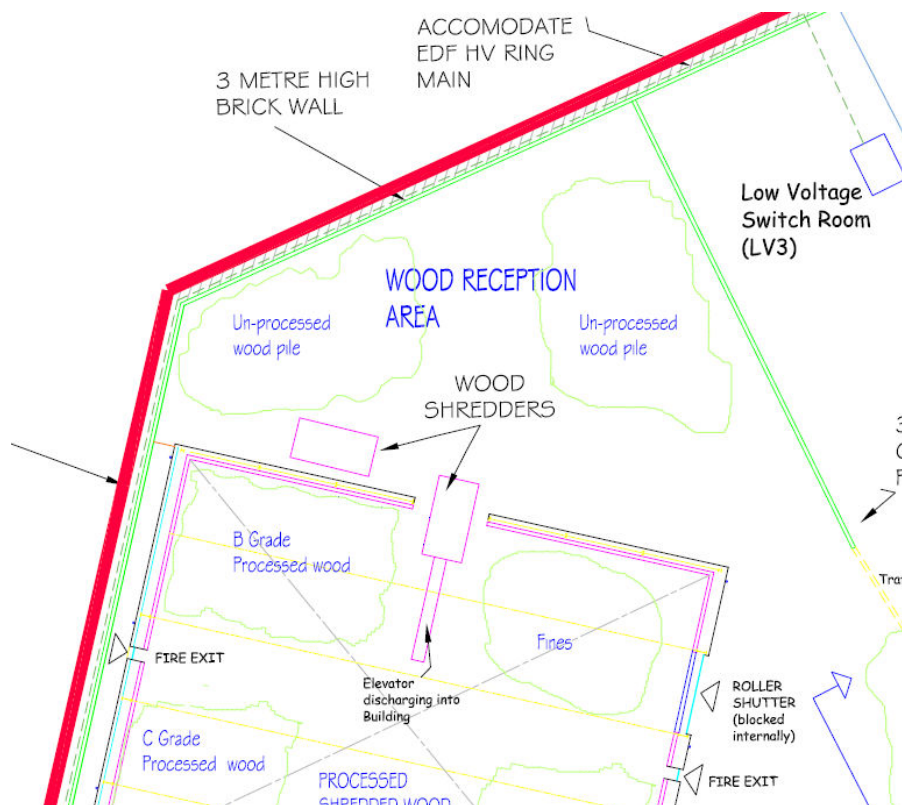 ACCOMODATE
EDF HV RING
MAIN
3 METRE HIGH
BRICK WALL
Low Voltage
Switch Room
(LV3)
WOOD RECEPTION
AREA
Un-processed
wood pile
Un-processed
wood pile
WOOD
SHREDDERS
B Grade
Processed wood
Fines
FIRE EXIT
Elevator
discharging into
Building
ROLLER
SHUTTER
(blocked
internally)
C Grade
Processed wood
PROCESSED
SHREDDED WOOD
FIRE EXIT